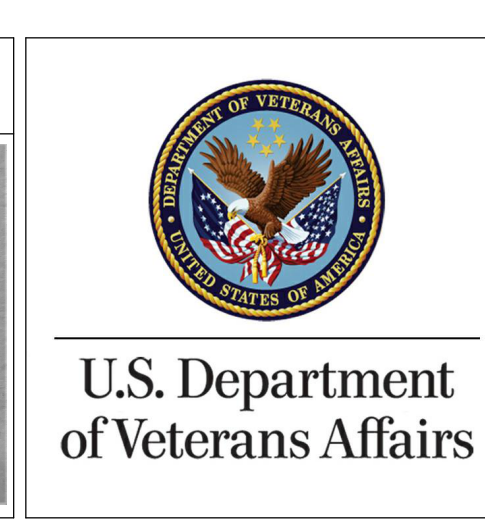 DEPARTMENT OF VETERANS AFFAIRS
UNITED STATES OF AMERICA
U.S. Department
of Veterans Affairs